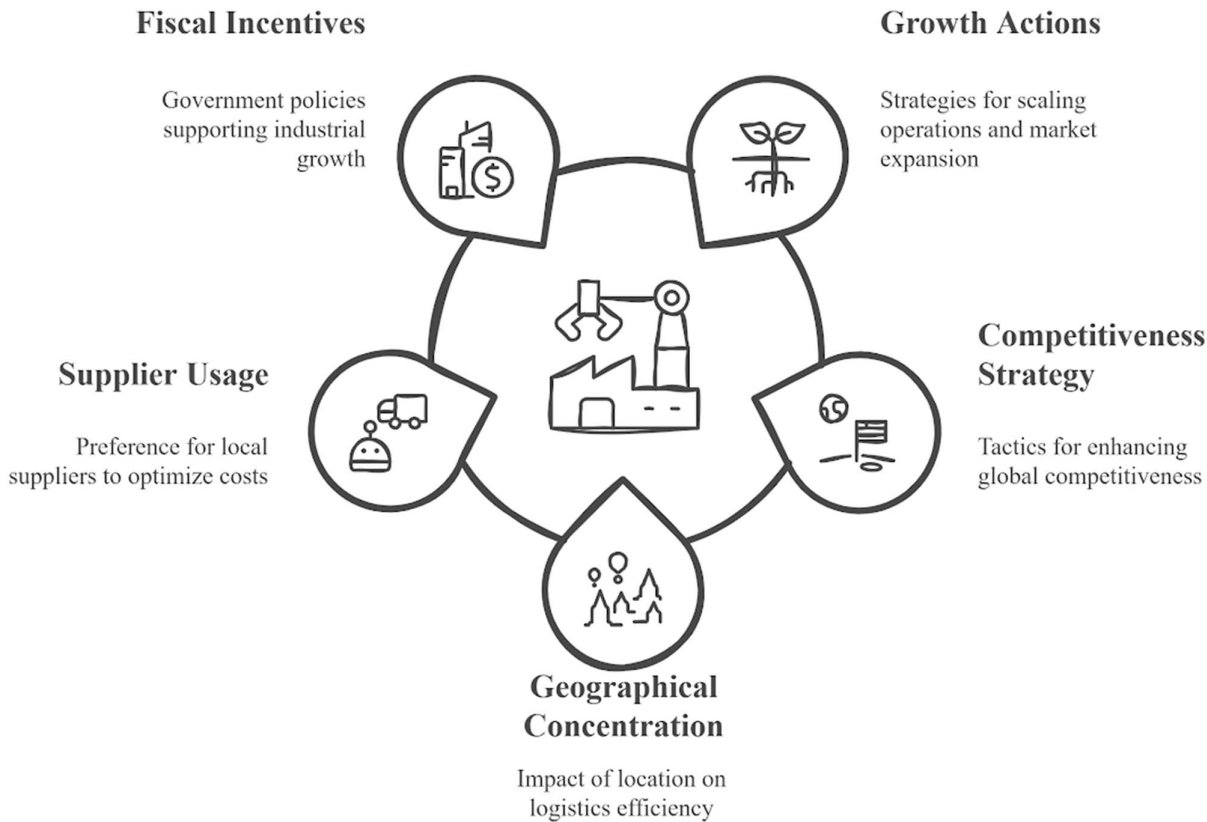 Fiscal Incentives
Government policies
supporting industrial
growth
Growth Actions
Strategies for scaling
operations and market
expansion
Supplier Usage
Preference for local
suppliers to optimize costs
$
Competitiveness
Strategy
Tactics for enhancing
global competitiveness
Geographical
Concentration
Impact of location on
logistics efficiency